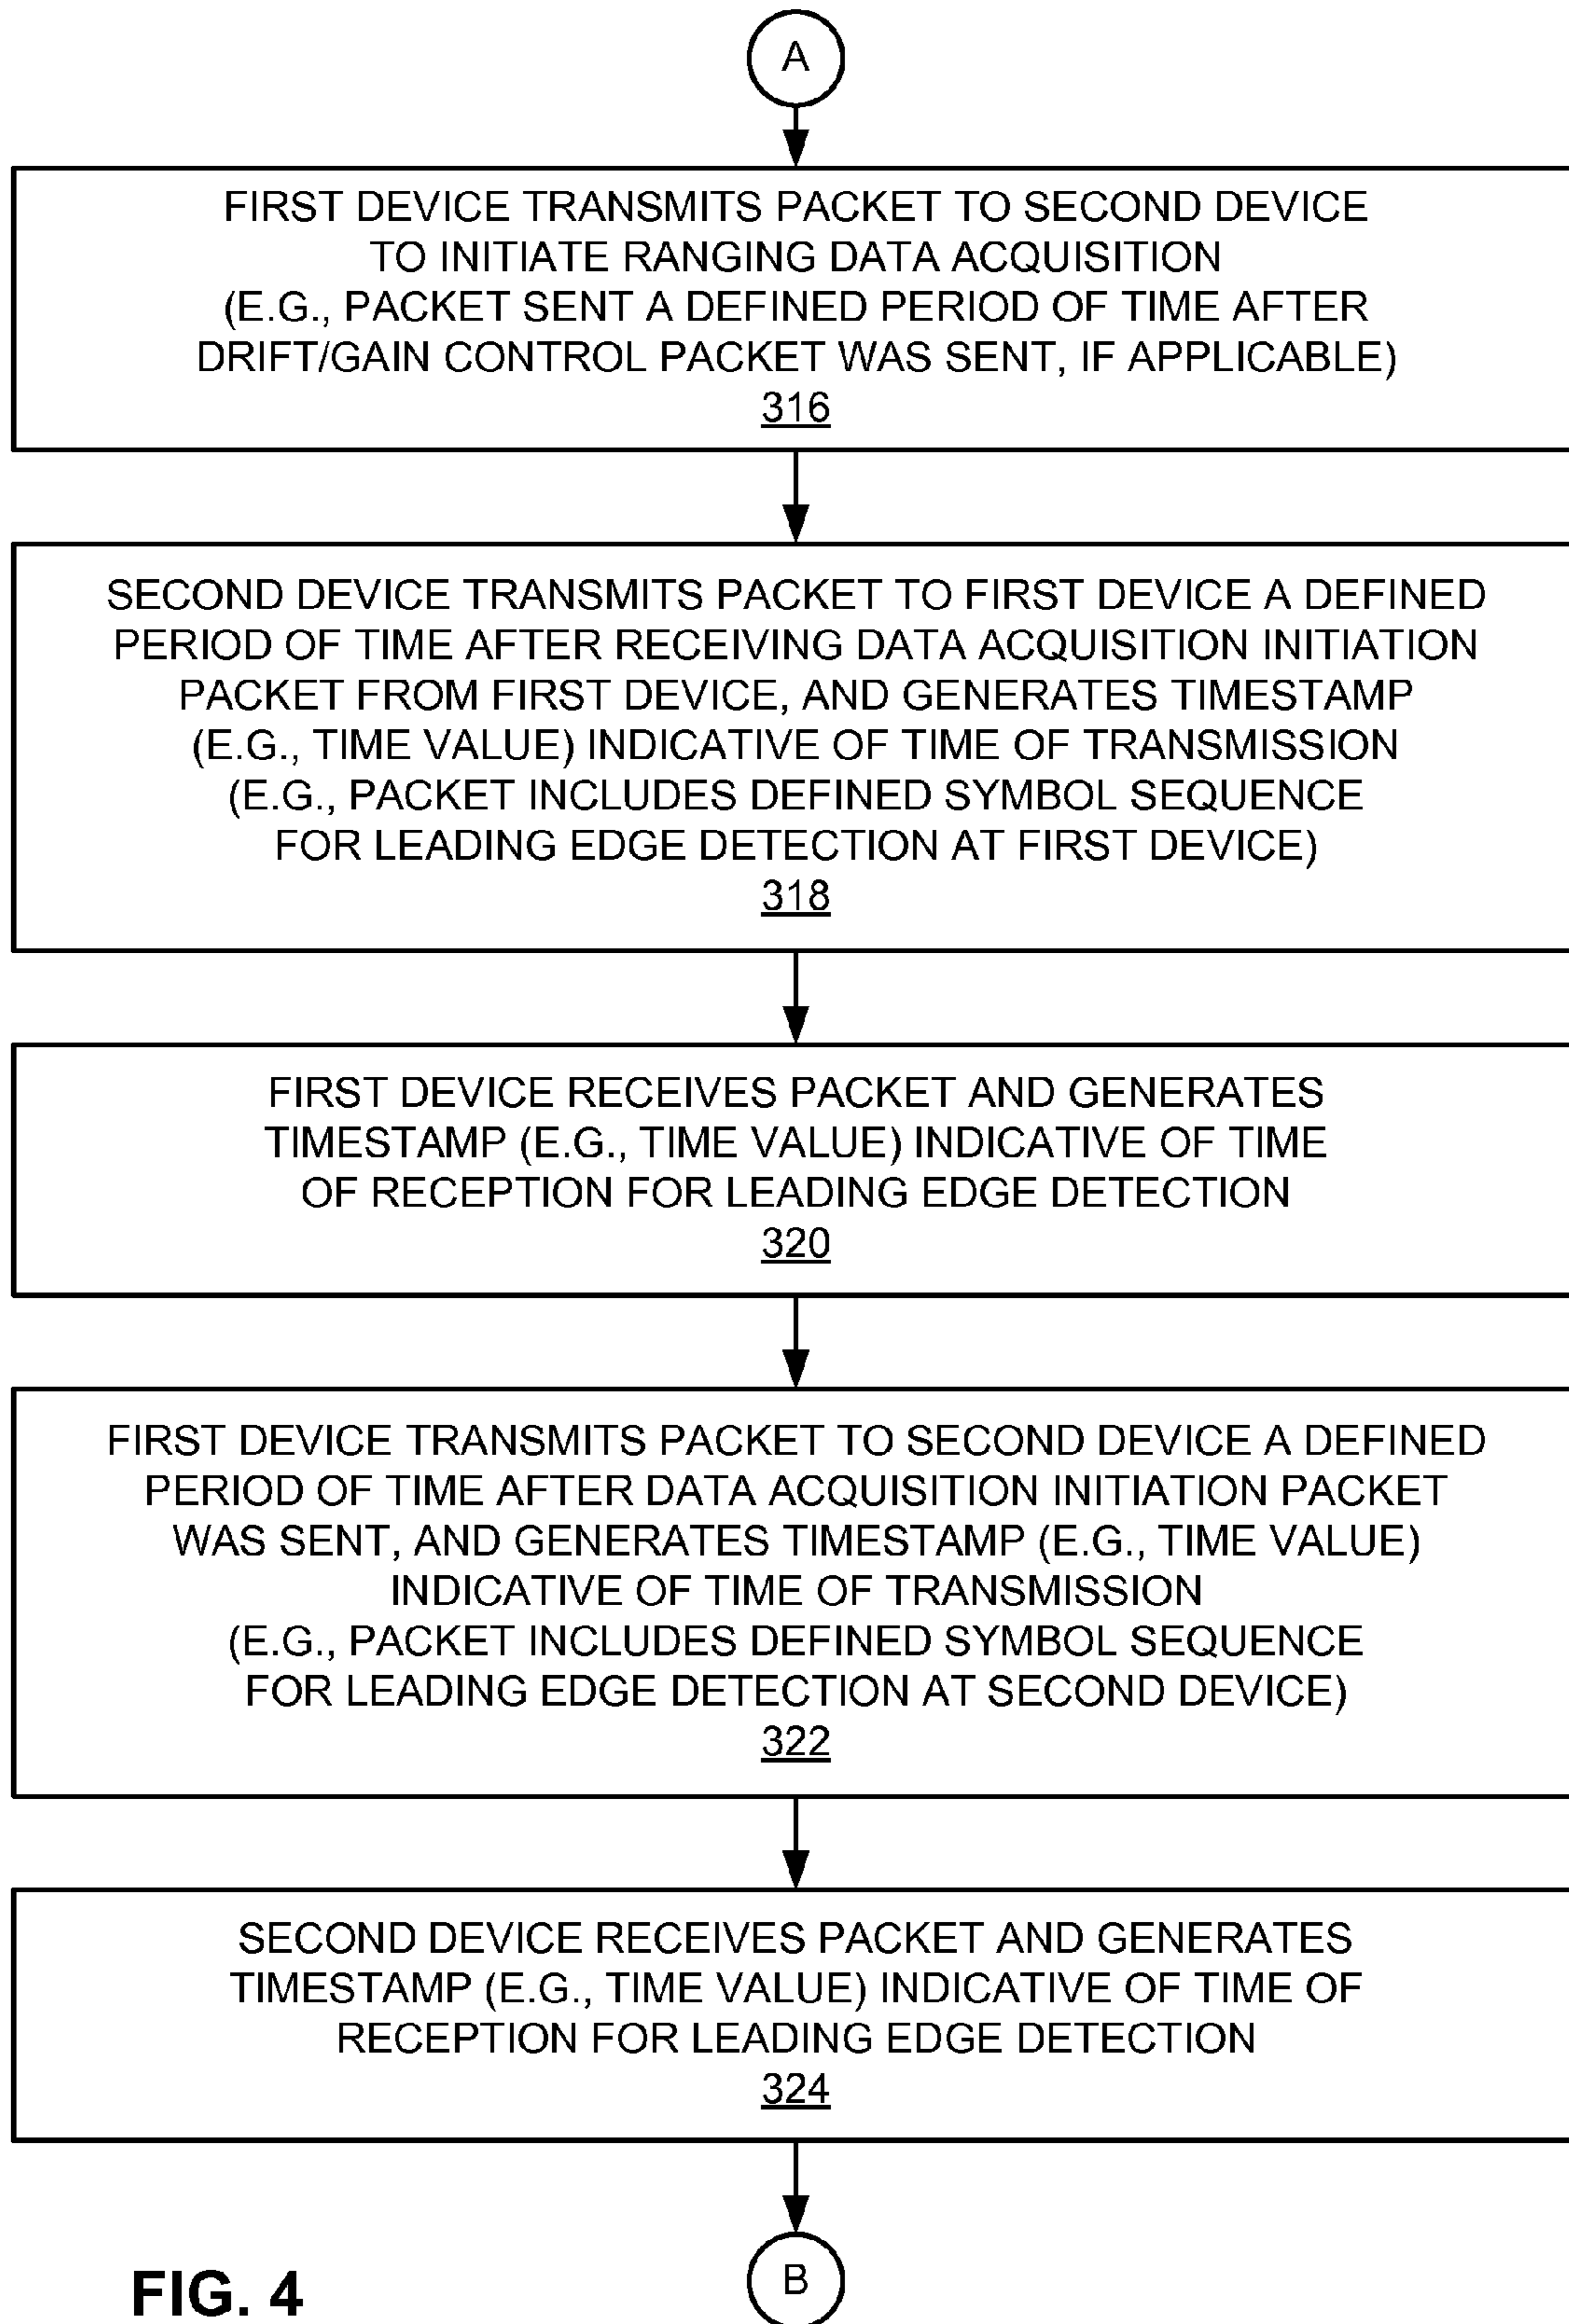 A
FIRST DEVICE TRANSMITS PACKET TO SECOND DEVICE
TO INITIATE RANGING DATA ACQUISITION
(E.G., PACKET SENT A DEFINED PERIOD OF TIME AFTER
DRIFT/GAIN CONTROL PACKET WAS SENT, IF APPLICABLE)
316
SECOND DEVICE TRANSMITS PACKET TO FIRST DEVICE A DEFINED
PERIOD OF TIME AFTER RECEIVING DATA ACQUISITION INITIATION
PACKET FROM FIRST DEVICE, AND GENERATES TIMESTAMP
(E.G., TIME VALUE) INDICATIVE OF TIME OF TRANSMISSION
(E.G., PACKET INCLUDES DEFINED SYMBOL SEQUENCE
FOR LEADING EDGE DETECTION AT FIRST DEVICE)
318
FIRST DEVICE RECEIVES PACKET AND GENERATES
TIMESTAMP (E.G., TIME VALUE) INDICATIVE OF TIME
OF RECEPTION FOR LEADING EDGE DETECTION
320
FIRST DEVICE TRANSMITS PACKET TO SECOND DEVICE A DEFINED
PERIOD OF TIME AFTER DATA ACQUISITION INITIATION PACKET
WAS SENT, AND GENERATES TIMESTAMP (E.G., TIME VALUE)
INDICATIVE OF TIME OF TRANSMISSION
(E.G., PACKET INCLUDES DEFINED SYMBOL SEQUENCE
FOR LEADING EDGE DETECTION AT SECOND DEVICE)
322
SECOND DEVICE RECEIVES PACKET AND GENERATES
TIMESTAMP (E.G., TIME VALUE) INDICATIVE OF TIME OF
RECEPTION FOR LEADING EDGE DETECTION
324
B
FIG. 4